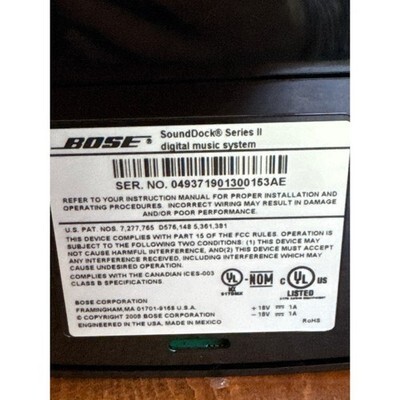 BOSE® SoundDock® Series II
digital music system
SER. NO. 049371901300153AE
REFER TO YOUR INSTRUCTION MANUAL FOR PROPER INSTALLATION AND
OPERATING PROCEDURES. INCORRECT WIRING MAY RESULT IN DAMAGE
AND/OR POOR PERFORMANCE.
U.S. PAT. NOS. 7,277,765 D576,148 5,361,381
THIS DEVICE COMPLIES WITH PART 15 OF THE FCC RULES. OPERATION IS
SUBJECT TO THE FOLLOWING TWO CONDITIONS: (1) THIS DEVICE MAY
NOT CAUSE HARMFUL INTERFERENCE, AND (2) THIS DEVICE MUST ACCEPT
ANY INTERFERENCE RECEIVED, INCLUDING INTERFERENCE THAT MAY CAUSE
UNDESIRED OPERATION.
COMPLIES WITH THE CANADIAN ICES-003
CLASS B SPECIFICATIONS.
UL -NOM C UL US
LISTED
BOSE CORPORATION
FRAMINGHAM, MA 01701-9168 U.S.A.
© COPYRIGHT 2008 BOSE CORPORATION
ENGINEERED IN THE USA, MADE IN MEXICO
+ 18V ⎓ 1A
- 18V ⎓ 1A
RoHS